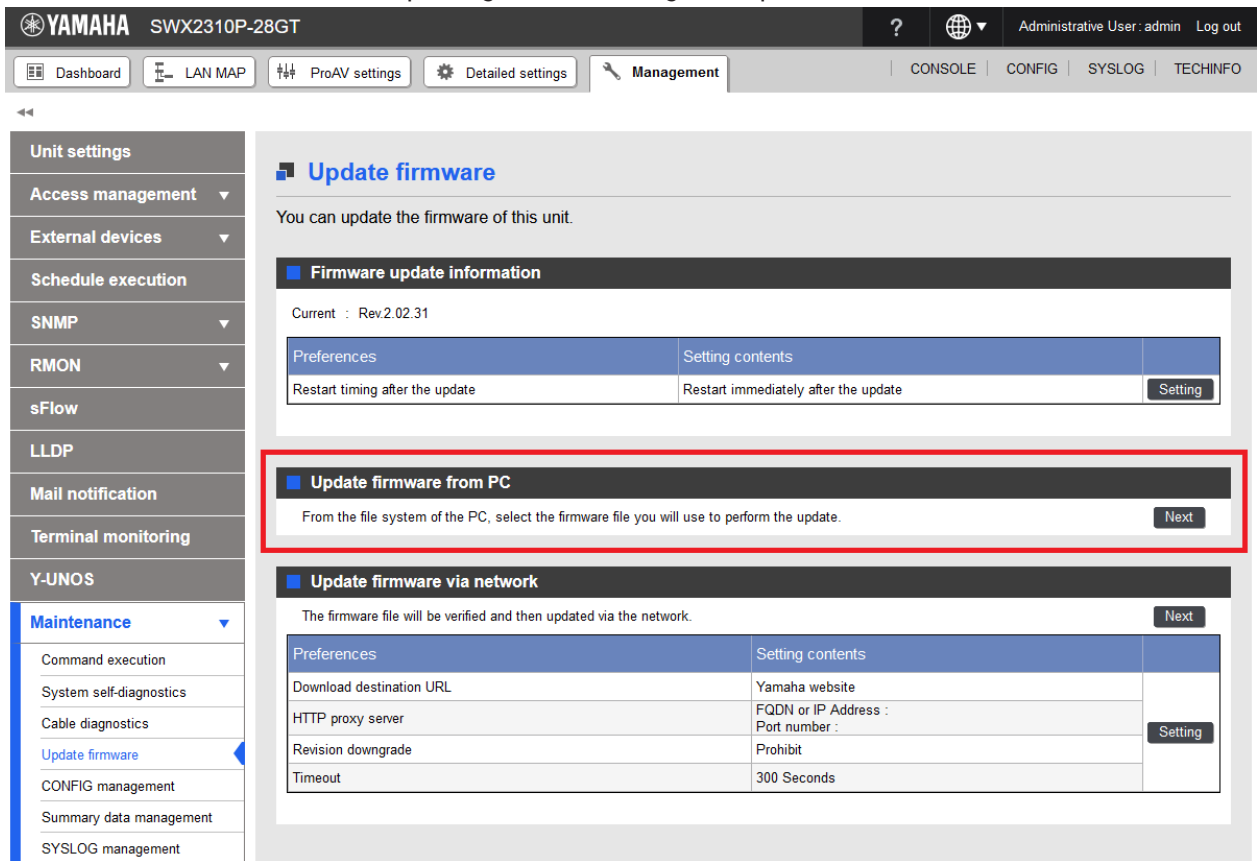 YAMAHA SWX2310P-28GT ? Administrative User : admin Log out
Dashboard LAN MAP ProAV settings Detailed settings Management CONSOLE CONFIG SYSLOG TECHINFO
Unit settings
Access management
External devices
Schedule execution
SNMP
RMON
sFlow
LLDP
Mail notification
Terminal monitoring
Y-UNOS
Maintenance
Command execution
System self-diagnostics
Cable diagnostics
Update firmware
CONFIG management
Summary data management
SYSLOG management
Update firmware
You can update the firmware of this unit.
Firmware update information
Current : Rev.2.02.31
Preferences Setting contents
Restart timing after the update Restart immediately after the update Setting
Update firmware from PC
From the file system of the PC, select the firmware file you will use to perform the update. Next
Update firmware via network
The firmware file will be verified and then updated via the network. Next
Preferences Setting contents
Download destination URL Yamaha website
HTTP proxy server FQDN or IP Address :
Port number :
Setting
Revision downgrade Prohibit
Timeout 300 Seconds